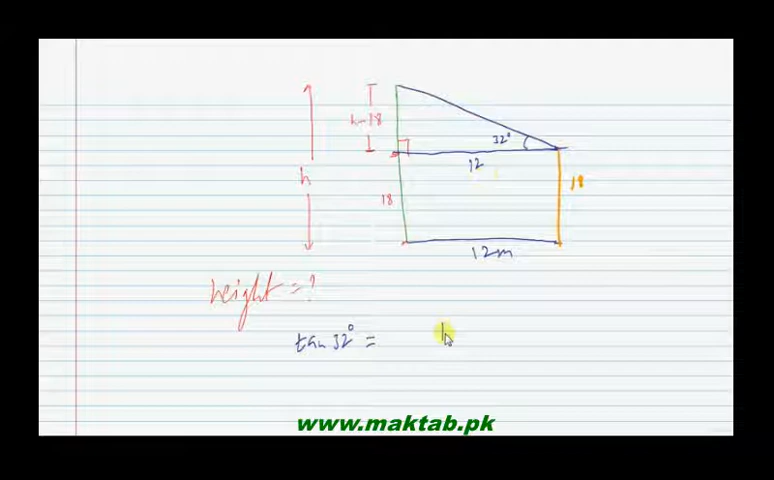 h-18
32°
12
h
18
18
12m
height = ?
tan 32° =
www.maktab.pk